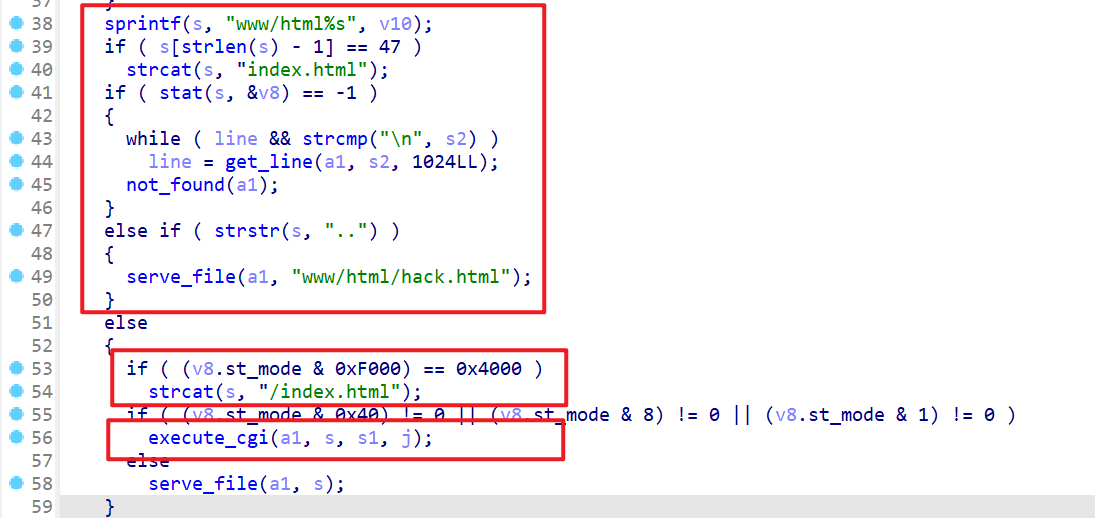 37 }
38 sprintf(s, "www/html%s", v10);
39 if ( s[strlen(s) - 1] == 47 )
40 strcat(s, "index.html");
41 if ( stat(s, &v8) == -1 )
42 {
43 while ( line && strcmp("\n", s2) )
44 line = get_line(a1, s2, 1024LL);
45 not_found(a1);
46 }
47 else if ( strstr(s, "..") )
48 {
49 serve_file(a1, "www/html/hack.html");
50 }
51 else
52 {
53 if ( (v8.st_mode & 0xF000) == 0x4000 )
54 strcat(s, "/index.html");
55 if ( (v8.st_mode & 0x40) != 0 || (v8.st_mode & 8) != 0 || (v8.st_mode & 1) != 0 )
56 execute_cgi(a1, s, s1, j);
57 else
58 serve_file(a1, s);
59 }